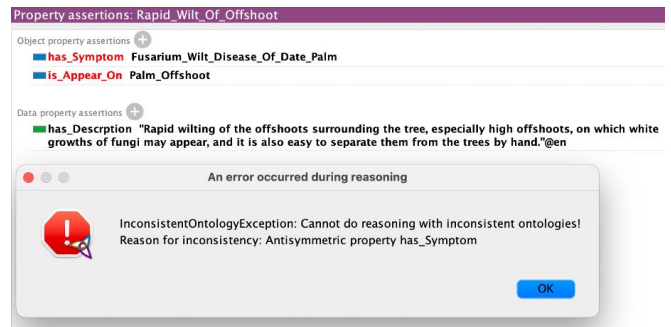 Property assertions: Rapid_Wilt_Of_Offshoot
Object property assertions
has_Symptom Fusarium_Wilt_Disease_Of_Date_Palm
is_Appear_On Palm_Offshoot
Data property assertions
has_Descrption "Rapid wilting of the offshoots surrounding the tree, especially high offshoots, on which white
growths of fungi may appear, and it is also easy to separate them from the trees by hand."@en
An error occurred during reasoning
InconsistentOntologyException: Cannot do reasoning with inconsistent ontologies!
Reason for inconsistency: Antisymmetric property has_Symptom
OK